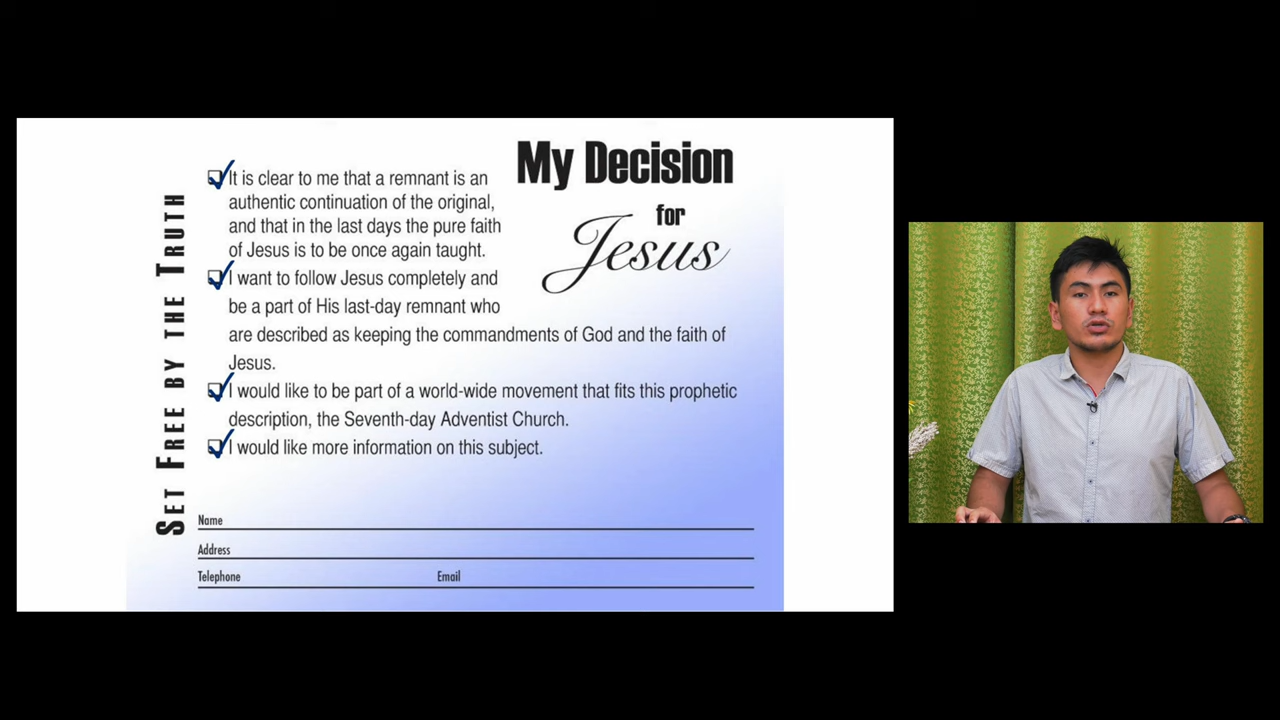 SET FREE BY THE TRUTH
My Decision
for
Jesus
It is clear to me that a remnant is an
authentic continuation of the original,
and that in the last days the pure faith
of Jesus is to be once again taught.
I want to follow Jesus completely and
be a part of His last-day remnant who
are described as keeping the commandments of God and the faith of
Jesus.
I would like to be part of a world-wide movement that fits this prophetic
description, the Seventh-day Adventist Church.
I would like more information on this subject.
Name
Address
Telephone Email